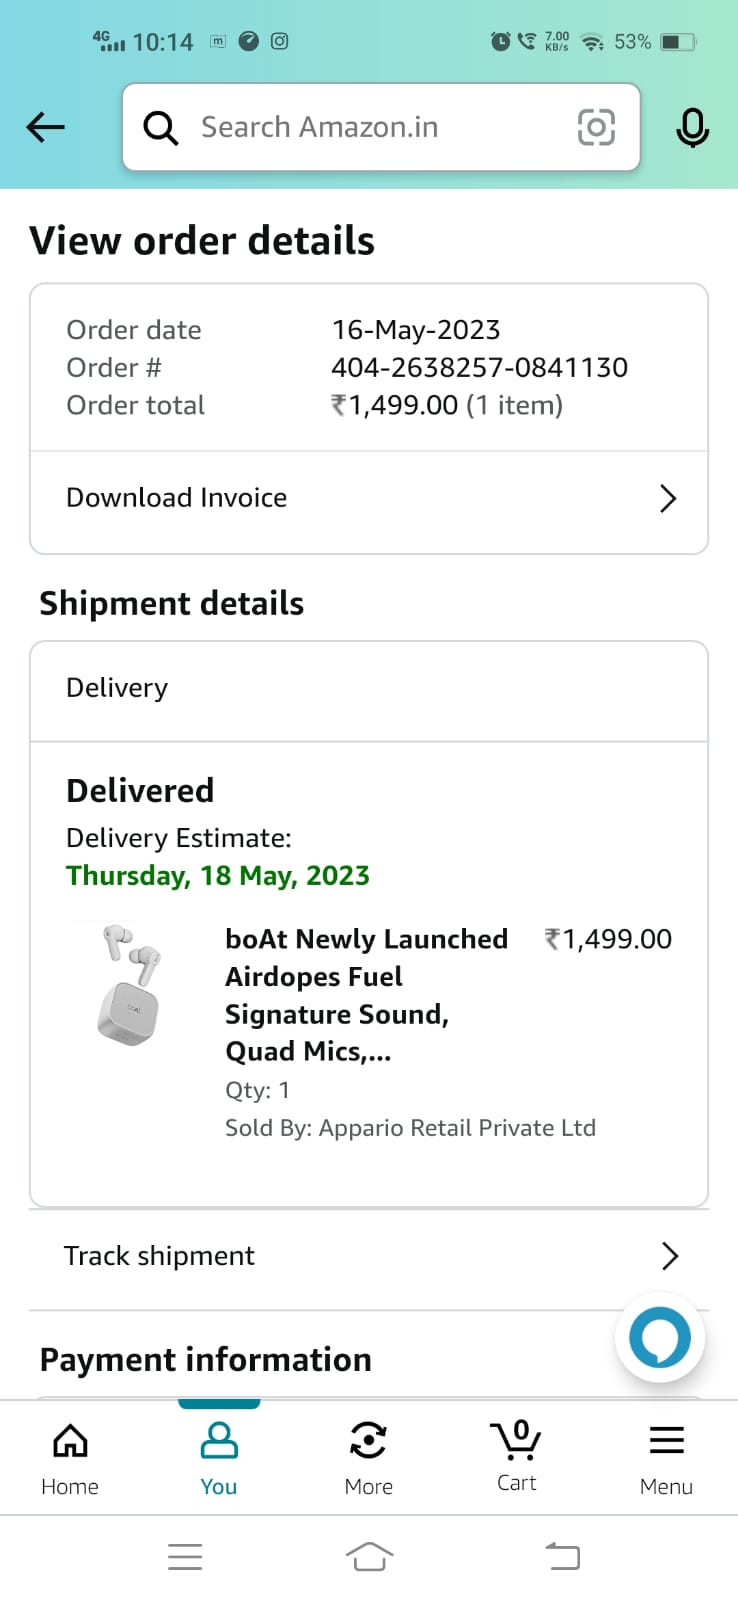 4G 10:14 m 7.00 KB/s 53%
Search Amazon.in
View order details
Order date 16-May-2023
Order # 404-2638257-0841130
Order total ₹1,499.00 (1 item)
Download Invoice
Shipment details
Delivery
Delivered
Delivery Estimate:
Thursday, 18 May, 2023
boAt Newly Launched ₹1,499.00
Airdopes Fuel
Signature Sound,
Quad Mics,...
Qty: 1
Sold By: Appario Retail Private Ltd
Track shipment
Payment information
0
Home You More Cart Menu